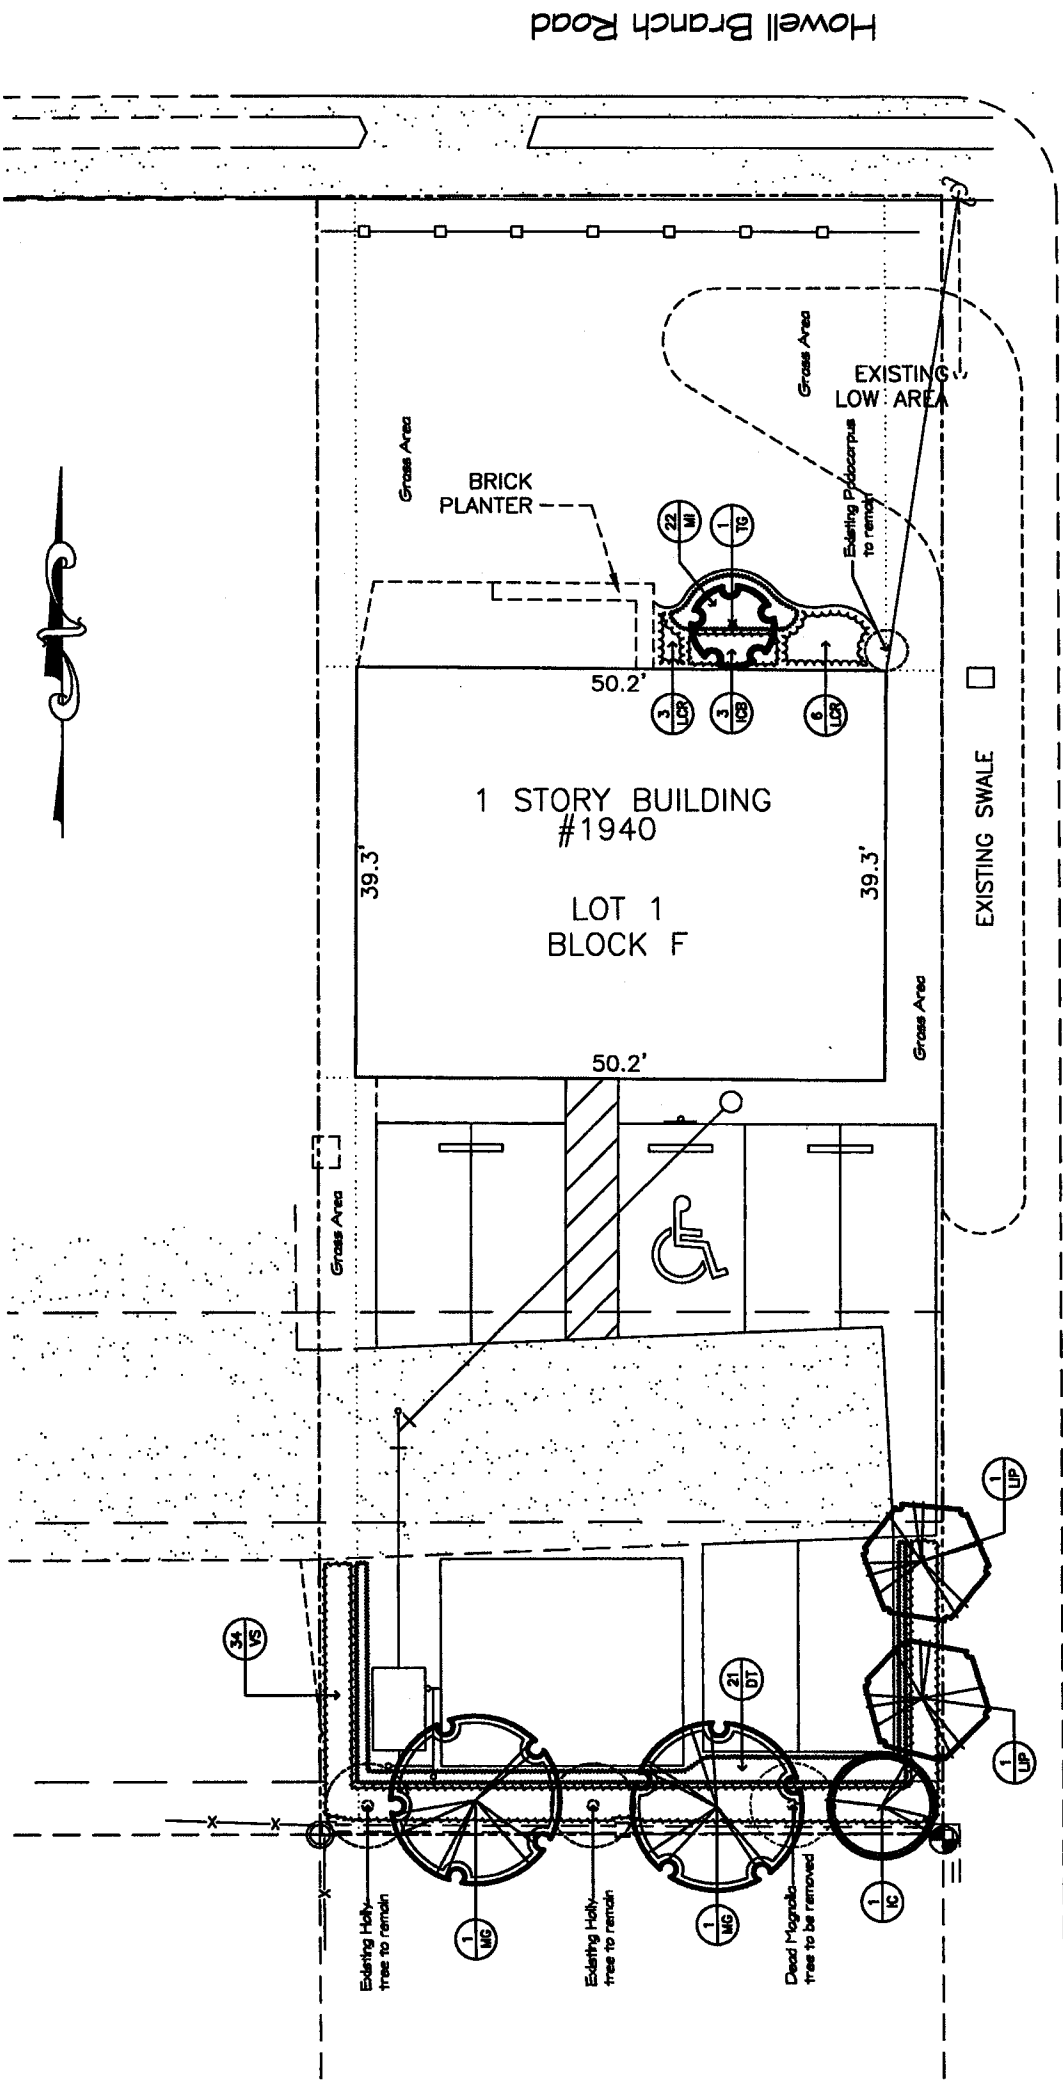 Howell Branch Road
Grass Area
EXISTING
LOW AREA
Grass Area
Existing Podocarpus
to remain
BRICK
PLANTER
22
MI
1
TG
50.2'
3
LCR
3
ICB
6
LCR
1 STORY BUILDING
#1940
39.3'
39.3'
LOT 1
BLOCK F
EXISTING SWALE
Grass Area
50.2'
Grass Area
1
LIP
34
VS
21
DT
1
LIP
Existing Holly
tree to remain
1
MG
Existing Holly
tree to remain
1
MG
Dead Magnolia
tree to be removed
1
IC